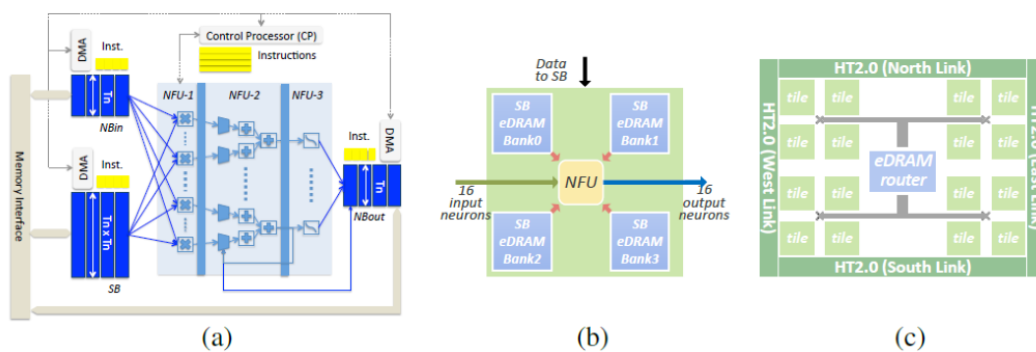 DMA
Inst.
Tn
NBin
DMA
Inst.
Tn x Tn
SB
Memory Interface
Control Processor (CP)
Instructions
NFU-1
NFU-2
NFU-3
Inst.
DMA
Tn
NBout
(a)
Data
to SB
SB
eDRAM
Bank0
SB
eDRAM
Bank1
NFU
16
input
neurons
16
output
neurons
SB
eDRAM
Bank2
SB
eDRAM
Bank3
(b)
HT2.0 (North Link)
HT2.0 (West Link)
tile
tile
tile
tile
tile
tile
tile
tile
eDRAM
router
tile
tile
tile
tile
tile
tile
tile
tile
HT2.0 (South Link)
(c)